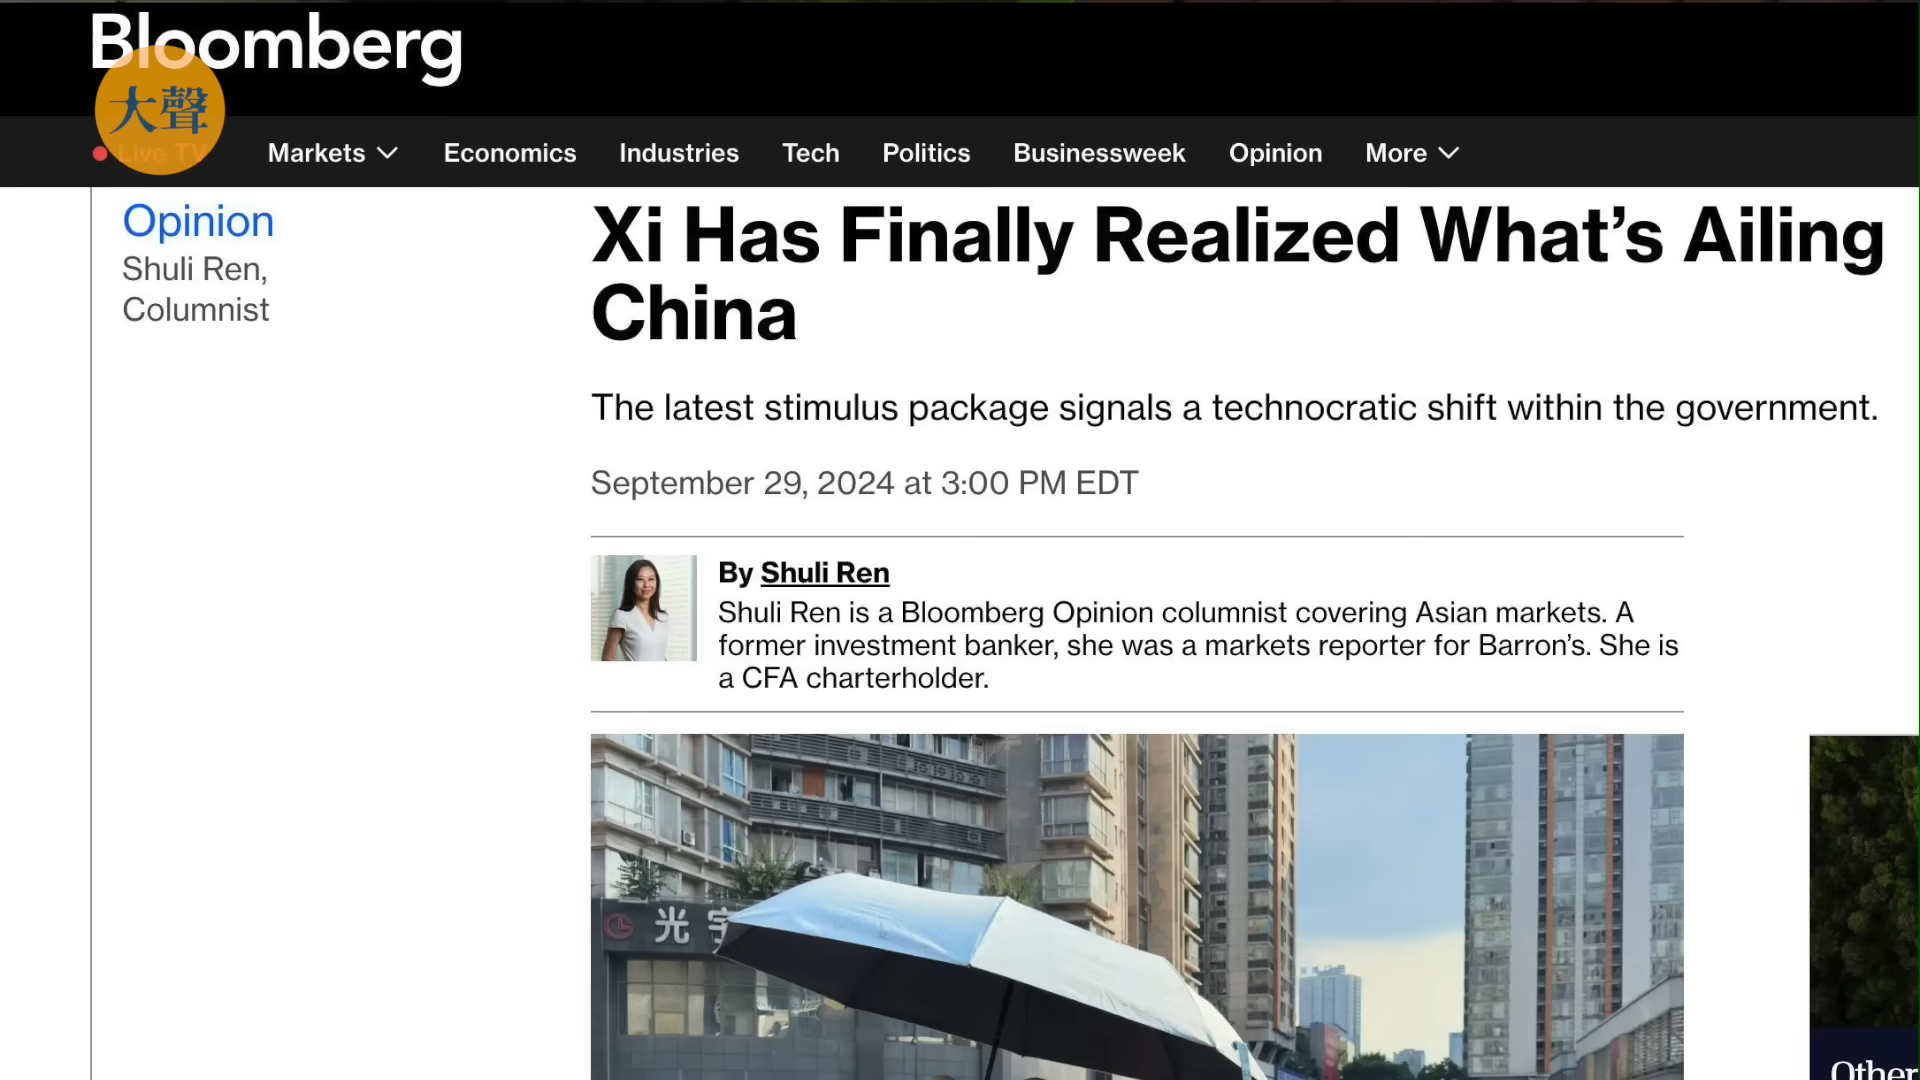 Bloomberg
大聲
Live TV
Markets
Economics
Industries
Tech
Politics
Businessweek
Opinion
More
Opinion
Shuli Ren,
Columnist
Xi Has Finally Realized What’s Ailing
China
The latest stimulus package signals a technocratic shift within the government.
September 29, 2024 at 3:00 PM EDT
By Shuli Ren
Shuli Ren is a Bloomberg Opinion columnist covering Asian markets. A
former investment banker, she was a markets reporter for Barron’s. She is
a CFA charterholder.
光宇
Other